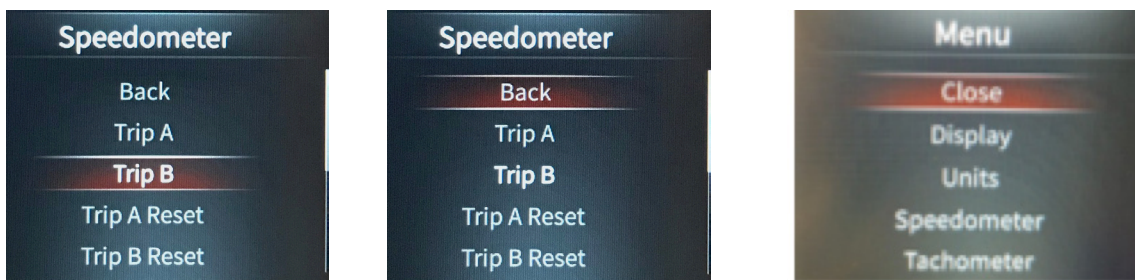 Speedometer
Back
Trip A
Trip B
Trip A Reset
Trip B Reset
Speedometer
Back
Trip A
Trip B
Trip A Reset
Trip B Reset
Menu
Close
Display
Units
Speedometer
Tachometer